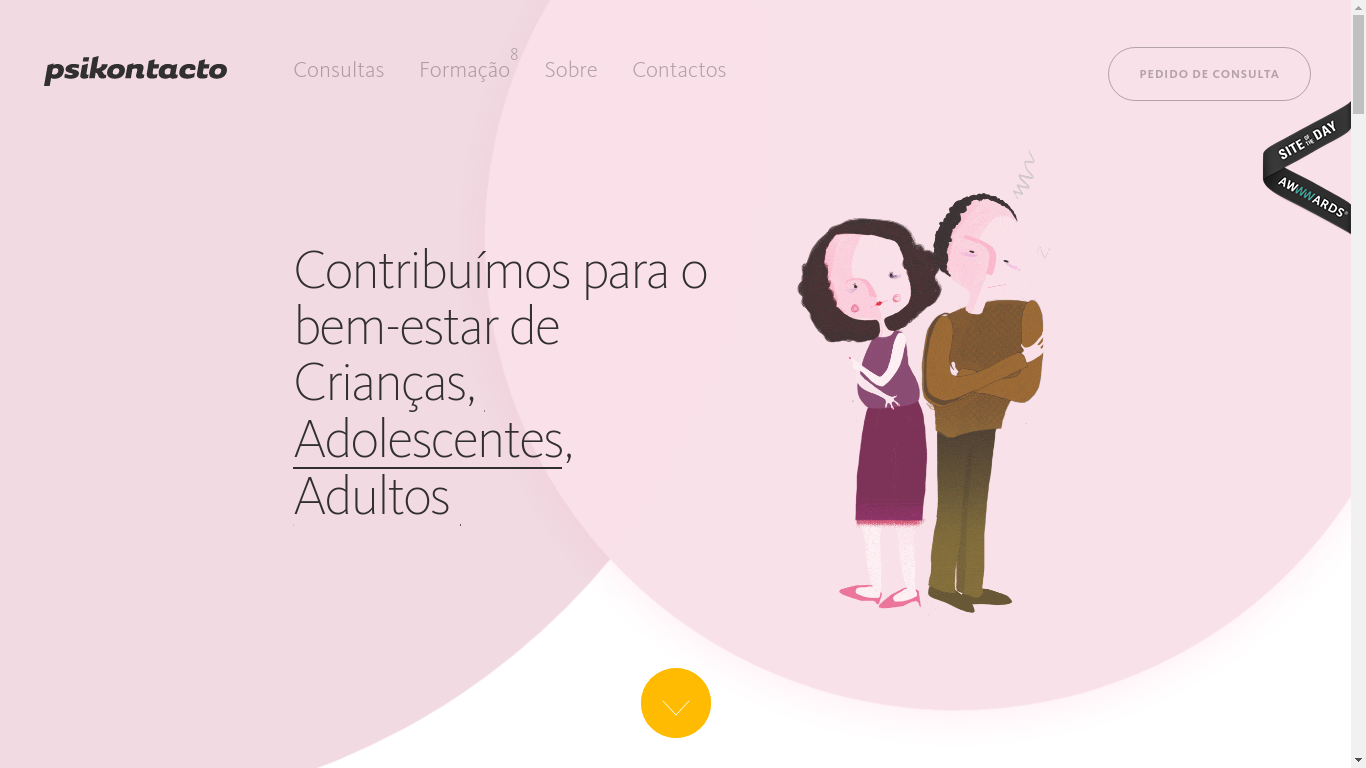 psikontacto
Consultas
Formação 8
Sobre
Contactos
PEDIDO DE CONSULTA
SITE OF THE DAY
AWWWARDS
Contribuímos para o
bem-estar de
Crianças,
Adolescentes,
Adultos